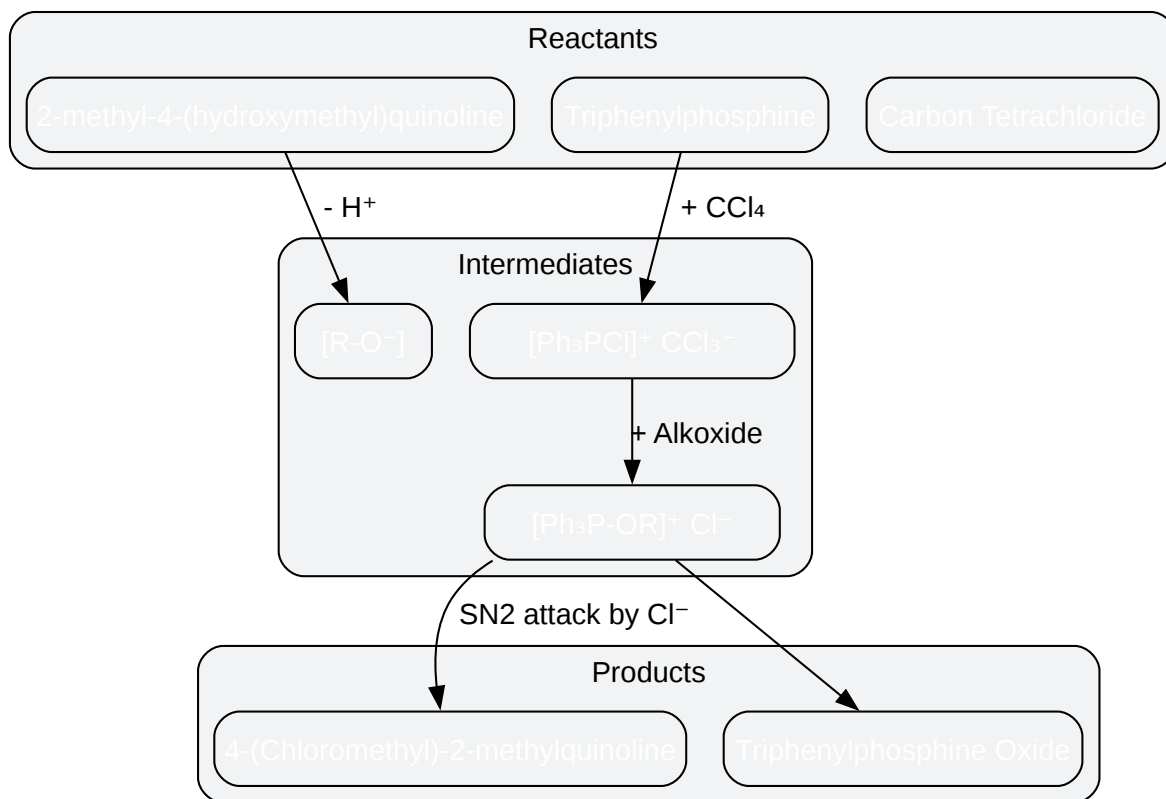 Reactants
2-methyl-4-(hydroxymethyl)quinoline
Triphenylphosphine
Carbon Tetrachloride
- H⁺
+ CCl₄
Intermediates
[R-O⁻]
[Ph₃PCl]⁺ CCl₃⁻
+ Alkoxide
[Ph₃P-OR]⁺ Cl⁻
SN2 attack by Cl⁻
Products
4-(Chloromethyl)-2-methylquinoline
Triphenylphosphine Oxide